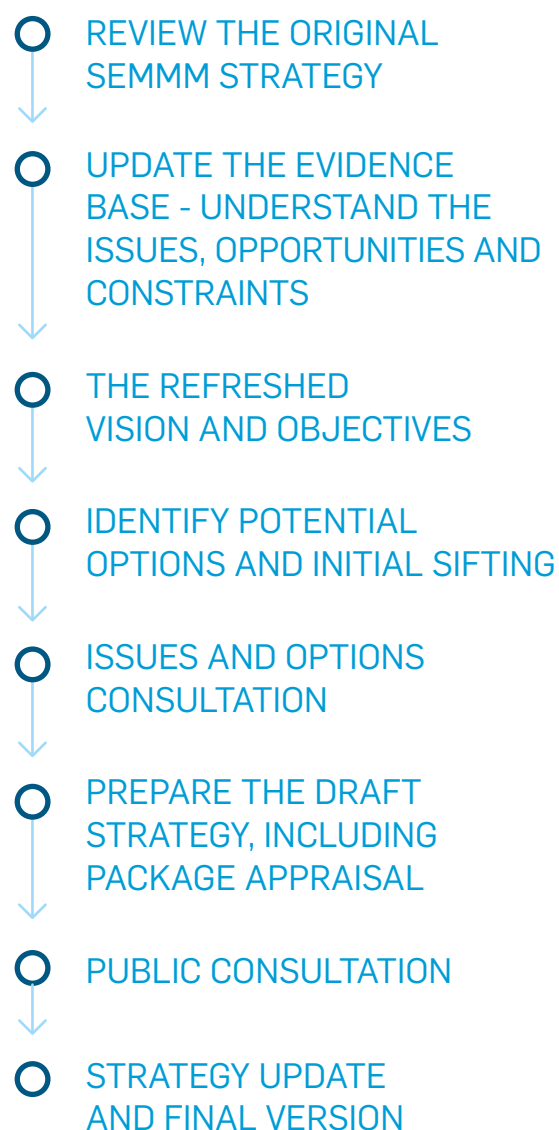 REVIEW THE ORIGINAL
SEMMM STRATEGY
UPDATE THE EVIDENCE
BASE - UNDERSTAND THE
ISSUES, OPPORTUNITIES AND
CONSTRAINTS
THE REFRESHED
VISION AND OBJECTIVES
IDENTIFY POTENTIAL
OPTIONS AND INITIAL SIFTING
ISSUES AND OPTIONS
CONSULTATION
PREPARE THE DRAFT
STRATEGY, INCLUDING
PACKAGE APPRAISAL
PUBLIC CONSULTATION
STRATEGY UPDATE
AND FINAL VERSION